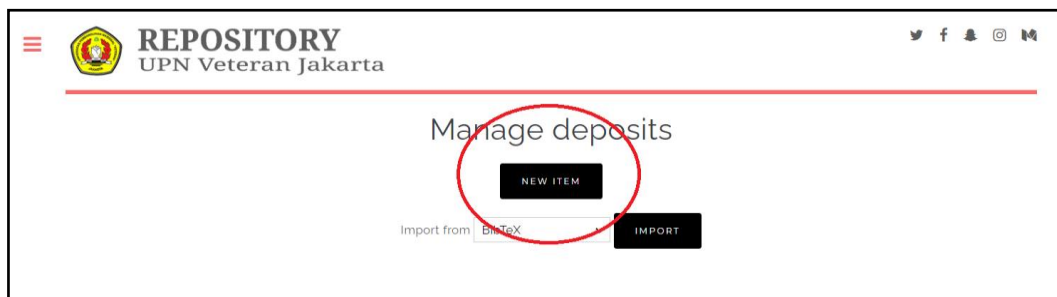 REPOSITORY
UPN Veteran Jakarta
Manage deposits
NEW ITEM
Import from BibTeX IMPORT